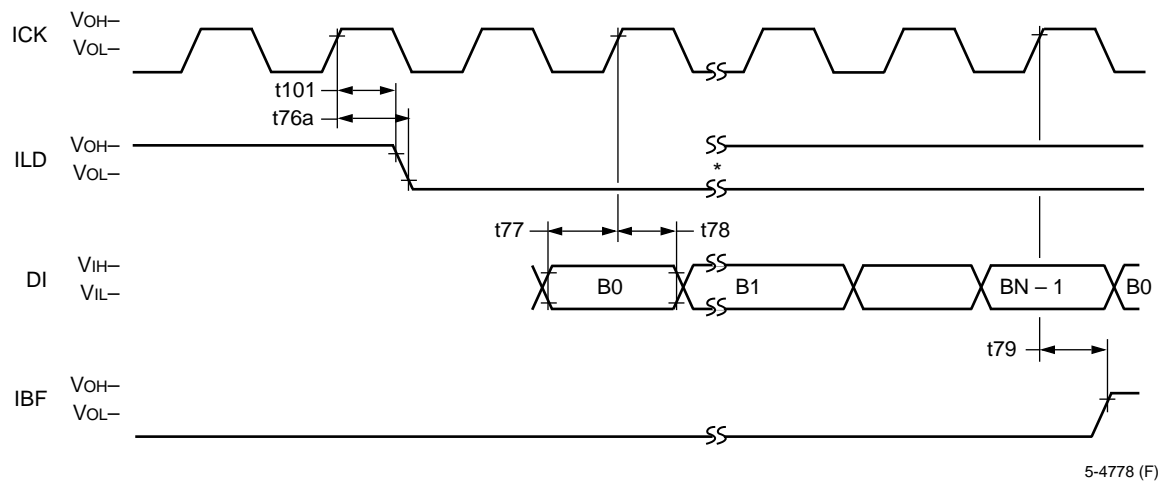 ICK
VOH–
VOL–
t101
t76a
ILD
VOH–
VOL–
*
t77
t78
DI
VIH–
VIL–
B0
B1
BN – 1
B0
t79
IBF
VOH–
VOL–
5-4778 (F)